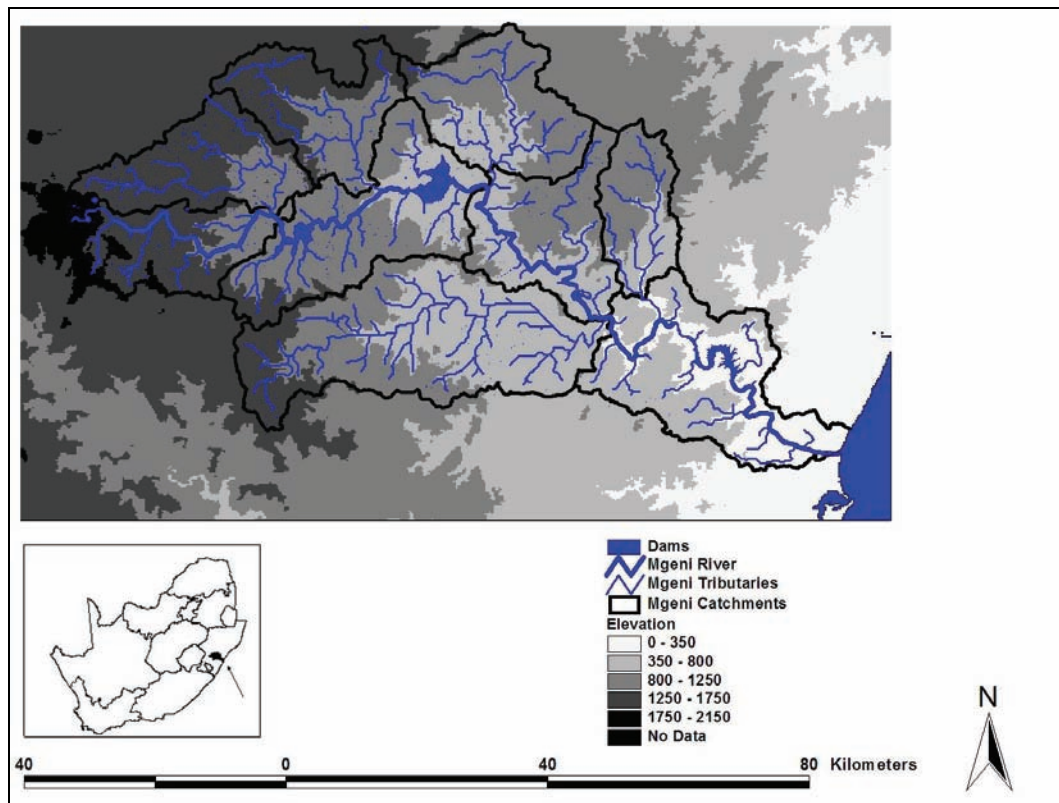 Dams
Mgeni River
Mgeni Tributaries
Mgeni Catchments
Elevation
0 - 350
350 - 800
800 - 1250
1250 - 1750
1750 - 2150
No Data
N
40 0 40 80 Kilometers